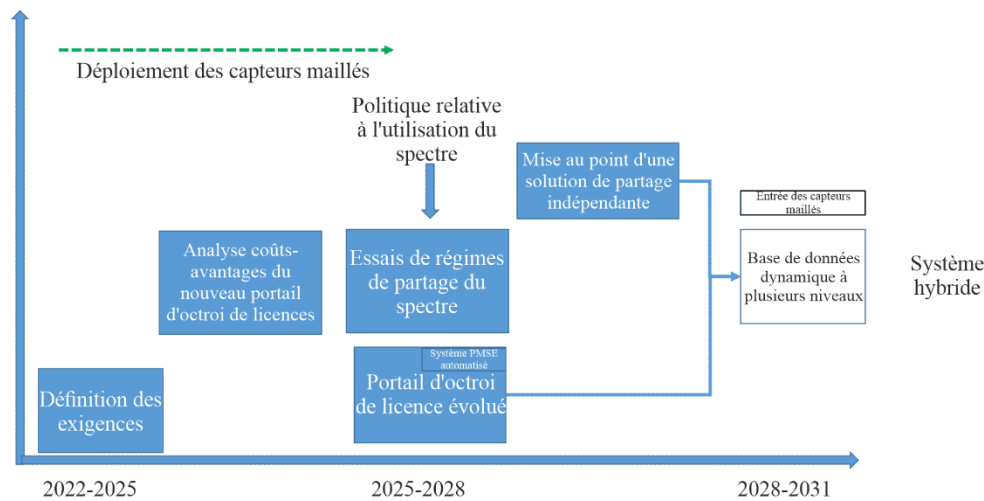 Déploiement des capteurs maillés
Politique relative
à l'utilisation du
spectre
Mise au point d'une
solution de partage
indépendante
Entrée des capteurs
maillés
Analyse coûts-
avantages du
nouveau portail
d'octroi de licences
Essais de régimes
de partage du
spectre
Base de données
dynamique à
plusieurs niveaux
Système
hybride
Système PMSE
automatisé
Portail d'octroi
de licence évolué
Définition des
exigences
2022-2025
2025-2028
2028-2031